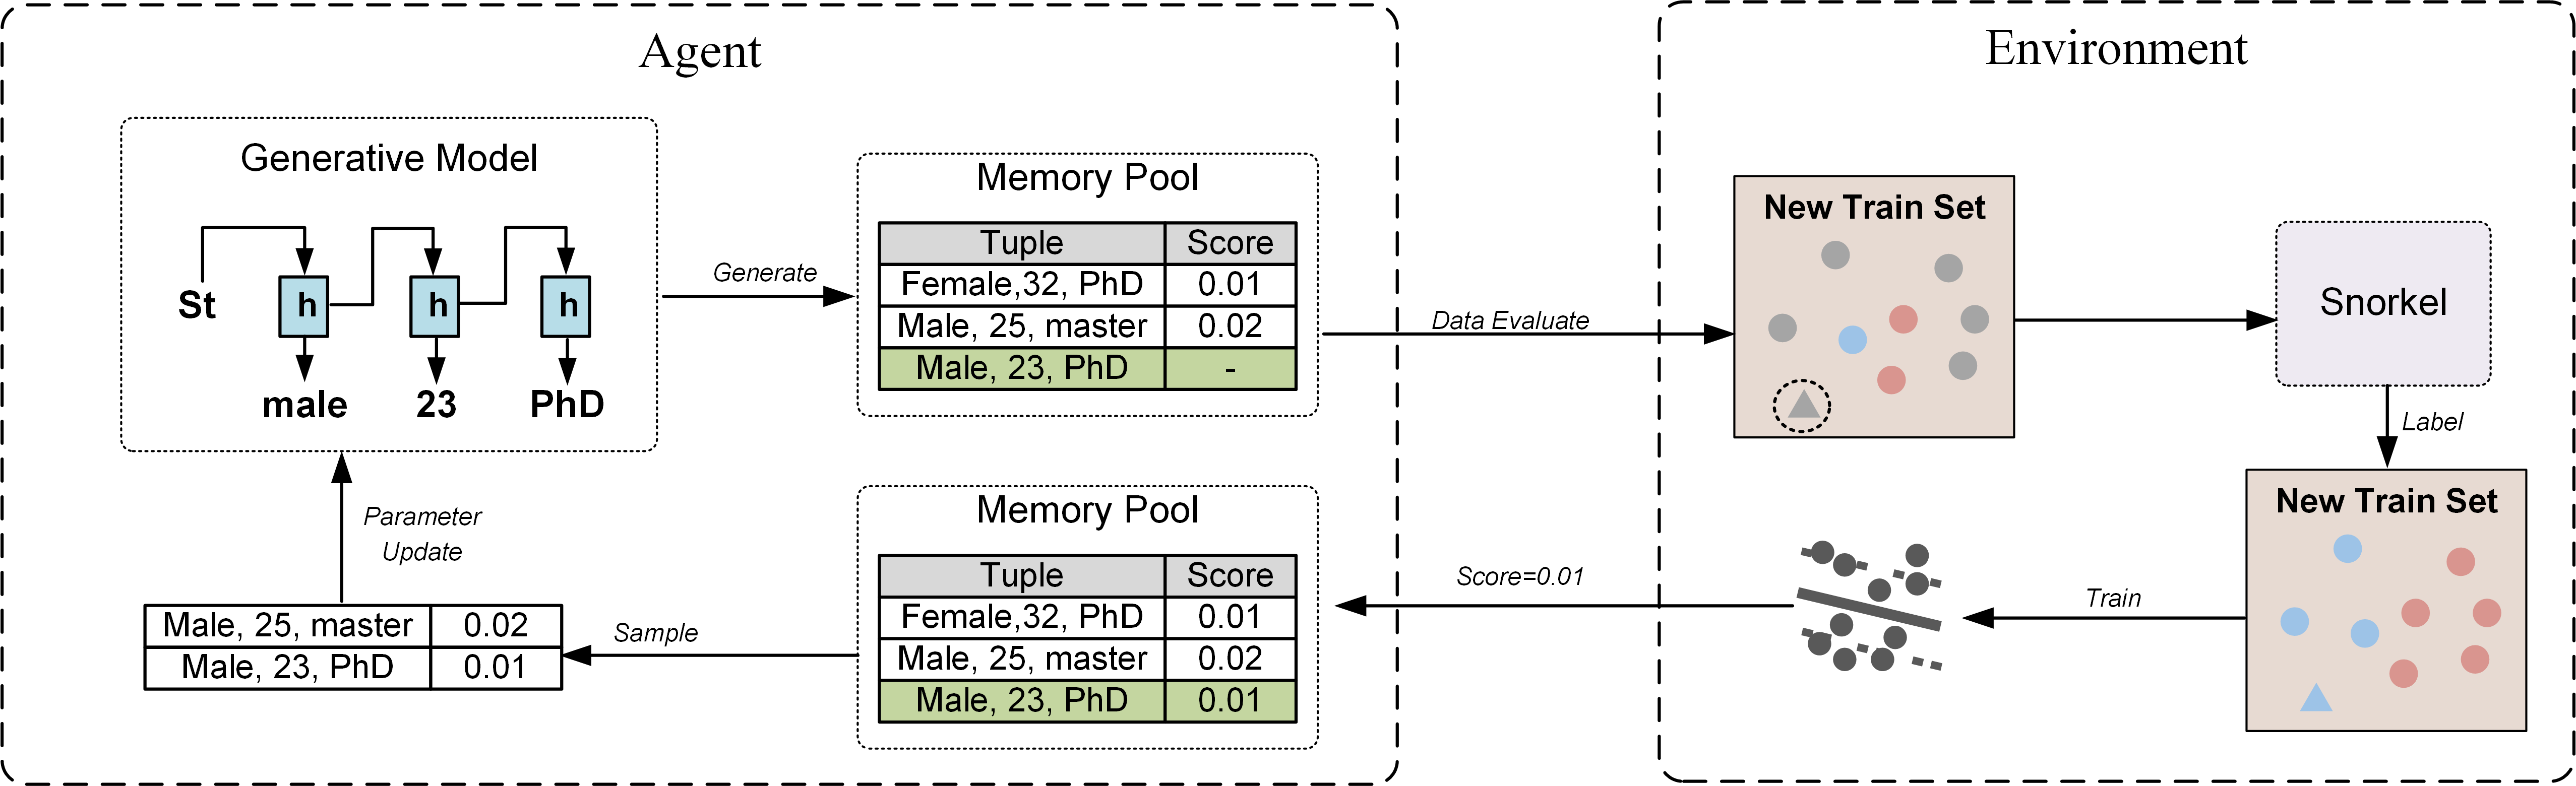 Agent
Environment
Generative Model
St
h
h
h
male
23
PhD
Generate
Memory Pool
Tuple Score
Female,32, PhD 0.01
Male, 25, master 0.02
Male, 23, PhD -
Data Evaluate
New Train Set
Snorkel
Label
New Train Set
Train
Score=0.01
Memory Pool
Tuple Score
Female,32, PhD 0.01
Male, 25, master 0.02
Male, 23, PhD 0.01
Sample
Male, 25, master 0.02
Male, 23, PhD 0.01
Parameter
Update